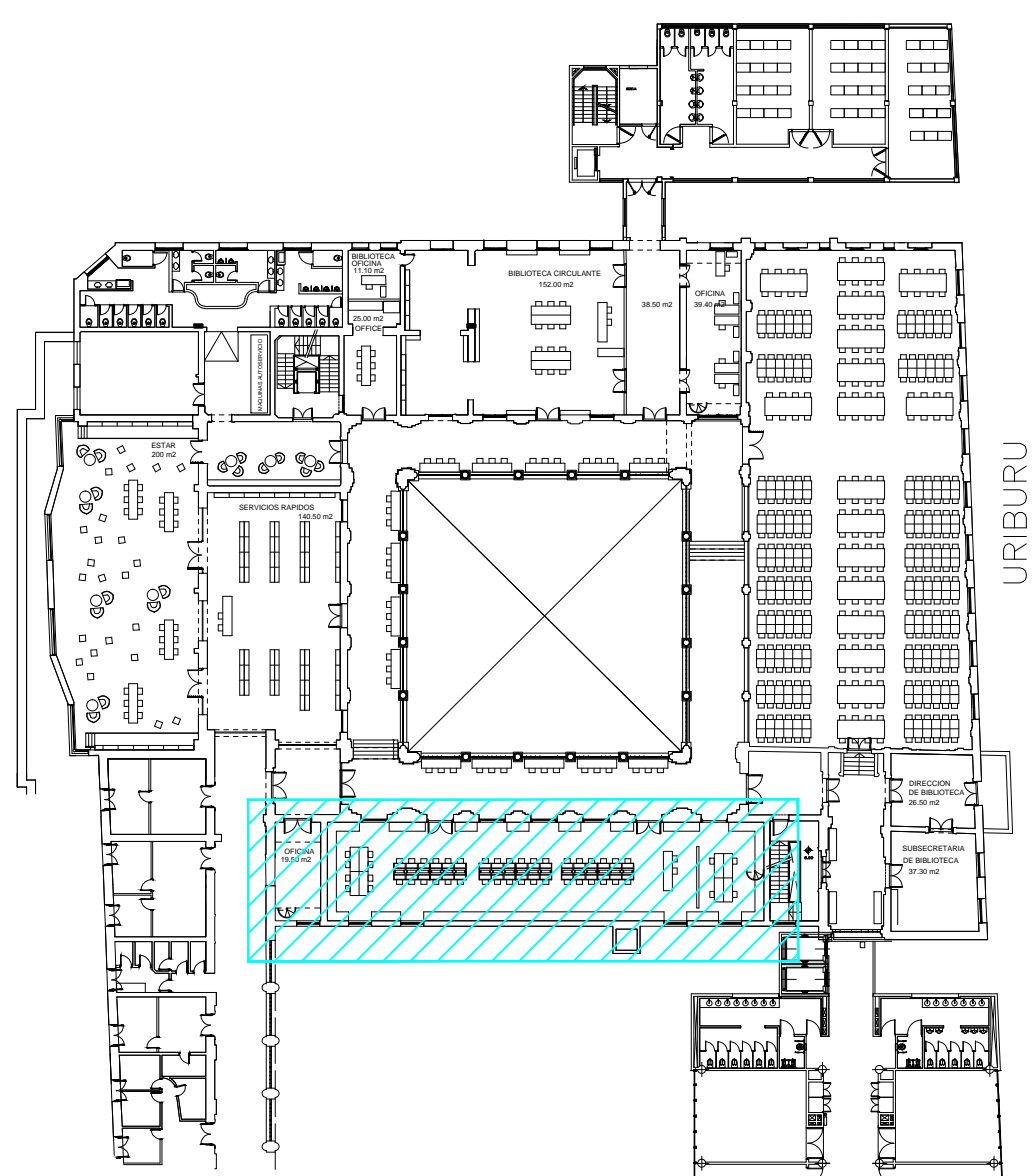 BIBLIOTECA
OFICINA
11.10 m2
BIBLIOTECA CIRCULANTE
152.00 m2
38.50 m2
OFICINA
39.40 m2
25.00 m2
OFFICE
MAQUINAS AUTOSERVICIO
ESTAR
200 m2
SERVICIOS RAPIDOS
140.50 m2
URIBURU
DIRECCION
DE BIBLIOTECA
26.50 m2
SUBSECRETARIA
DE BIBLIOTECA
37.30 m2
OFICINA
19.50 m2